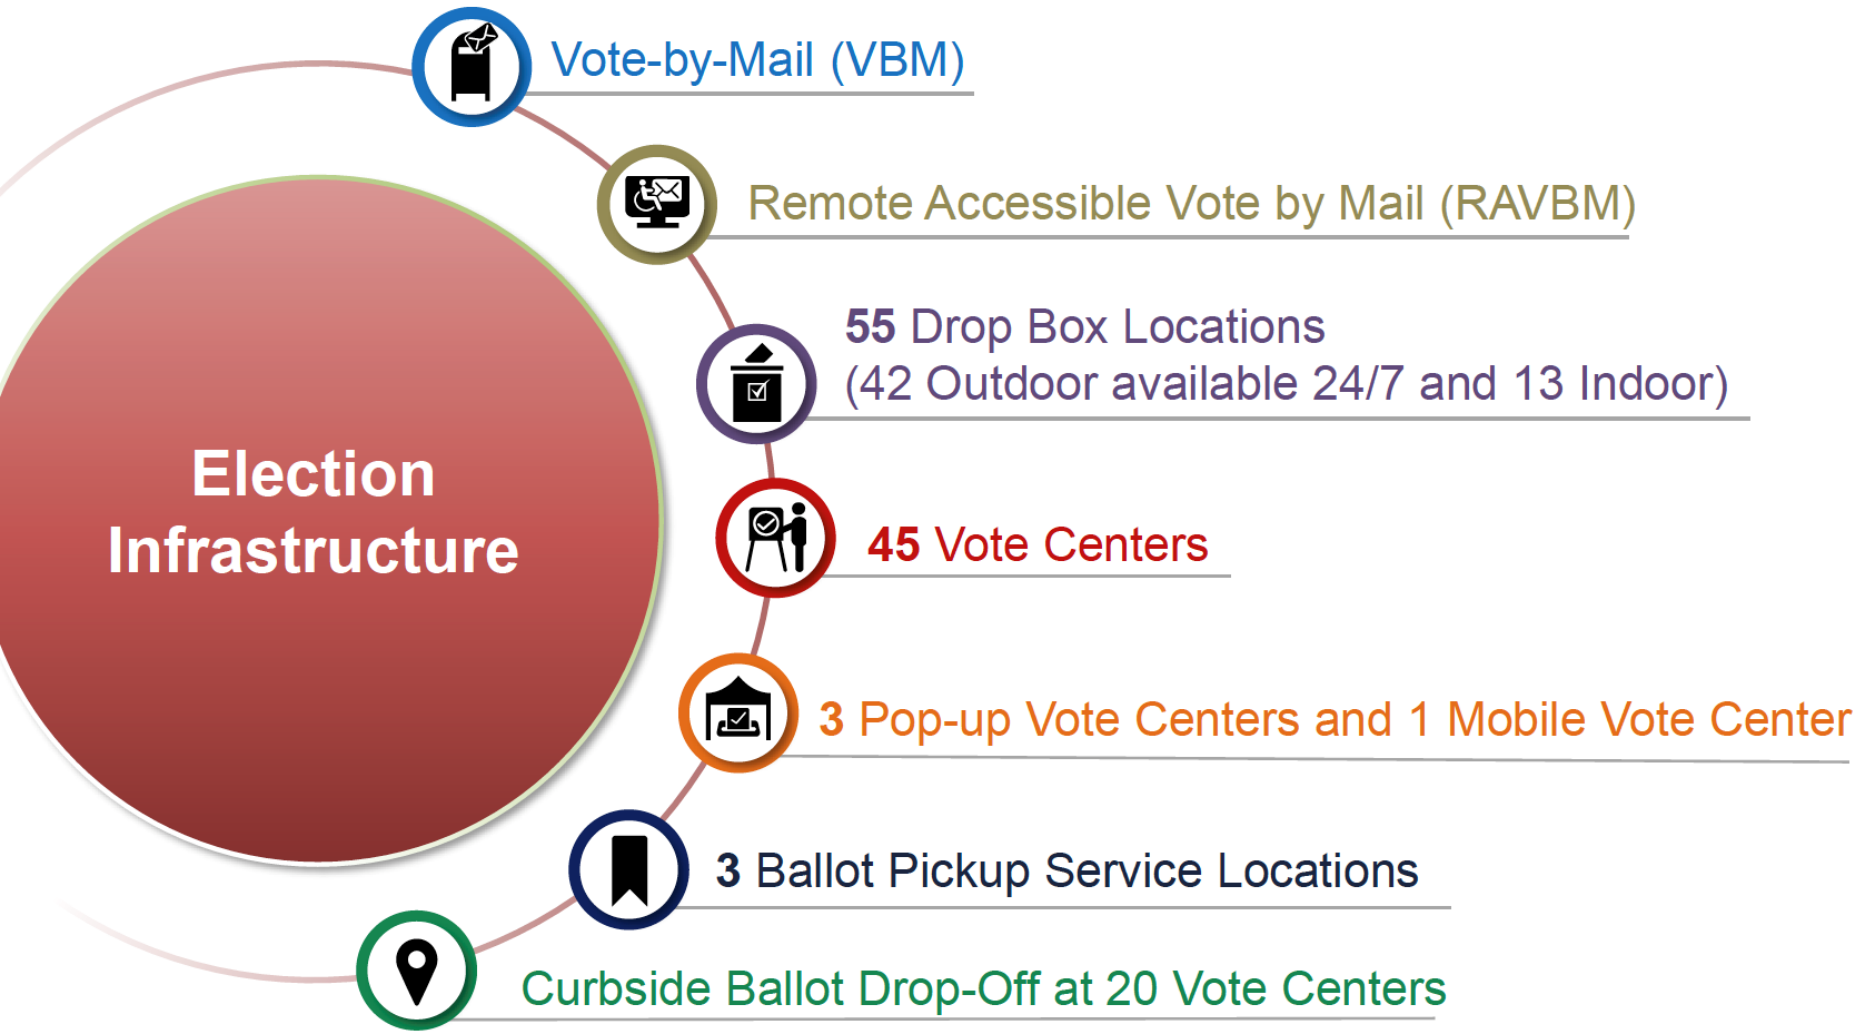 Election
Infrastructure
Vote-by-Mail (VBM)
Remote Accessible Vote by Mail (RAVBM)
55 Drop Box Locations
(42 Outdoor available 24/7 and 13 Indoor)
45 Vote Centers
3 Pop-up Vote Centers and 1 Mobile Vote Center
3 Ballot Pickup Service Locations
Curbside Ballot Drop-Off at 20 Vote Centers